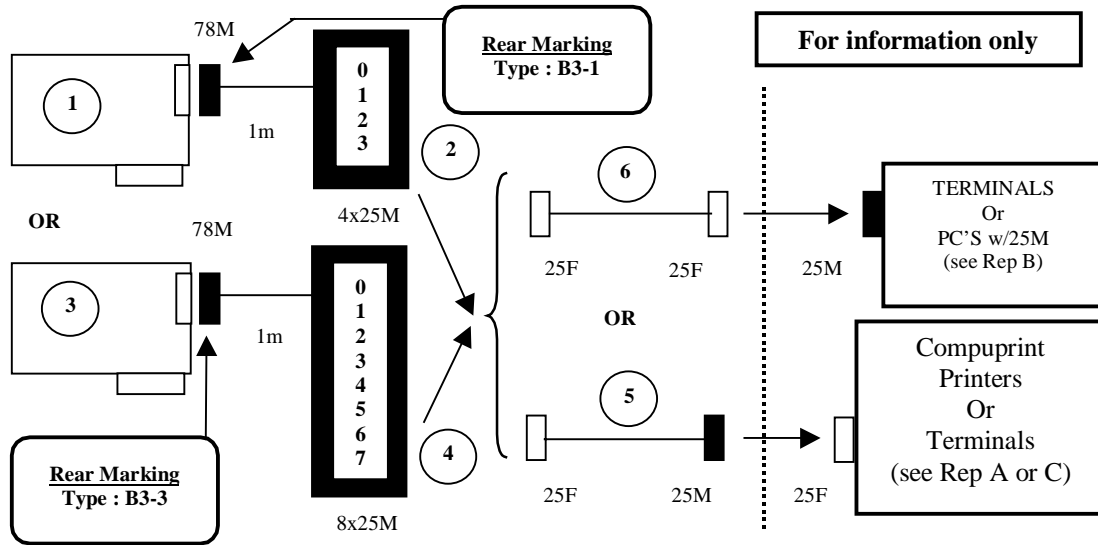 78M
Rear Marking
Type : B3-1
For information only
1
1m
0
1
2
3
2
4x25M
OR
78M
3
1m
0
1
2
3
4
5
6
7
4
8x25M
Rear Marking
Type : B3-3
6
25F
25F
25M
TERMINALS
Or
PC'S w/25M
(see Rep B)
OR
5
25F
25M
25F
Compuprint
Printers
Or
Terminals
(see Rep A or C)